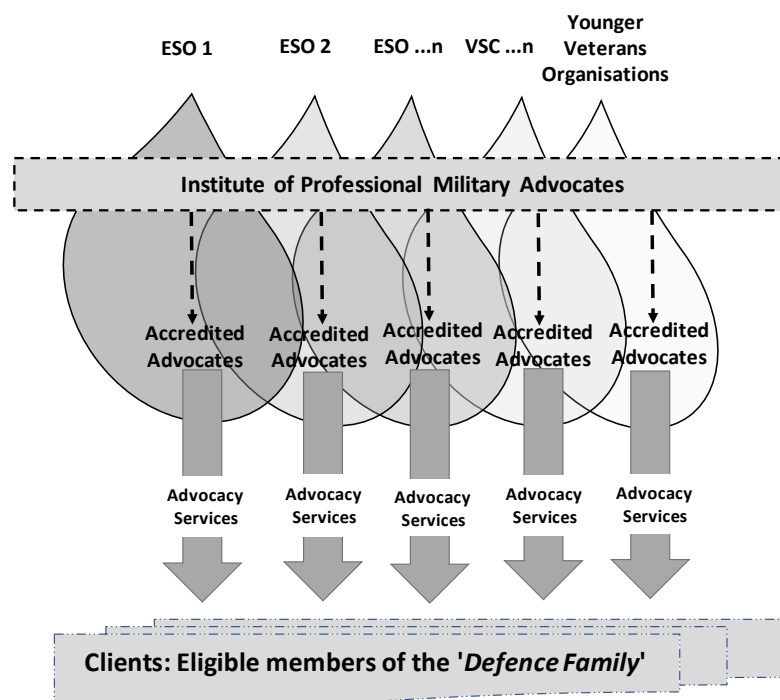 ESO 1
ESO 2
ESO ...n
VSC ...n
Younger
Veterans
Organisations
Institute of Professional Military Advocates
Accredited
Advocates
Accredited
Advocates
Accredited
Advocates
Accredited
Advocates
Accredited
Advocates
Advocacy
Services
Advocacy
Services
Advocacy
Services
Advocacy
Services
Advocacy
Services
Clients: Eligible members of the 'Defence Family'